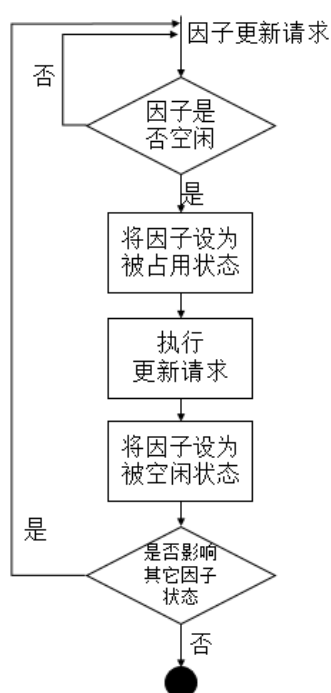 因子更新请求
否
因子是
否空闲
是
将因子设为
被占用状态
执行
更新请求
将因子设为
被空闲状态
是
是否影响
其它因子
状态
否